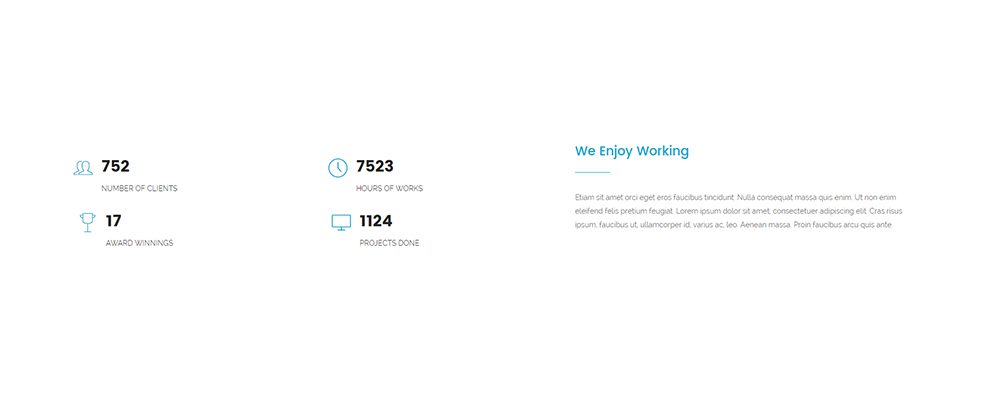 752
NUMBER OF CLIENTS
7523
HOURS OF WORKS
17
AWARD WINNINGS
1124
PROJECTS DONE
We Enjoy Working
Etiam sit amet orci eget eros faucibus tincidunt. Nulla consequat massa quis enim. Ut non enim
eleifend felis pretium feugiat. Lorem ipsum dolor sit amet, consectetuer adipiscing elit. Cras risus
ipsum, faucibus ut, ullamcorper id, varius ac, leo. Aenean massa. Proin faucibus arcu quis ante.